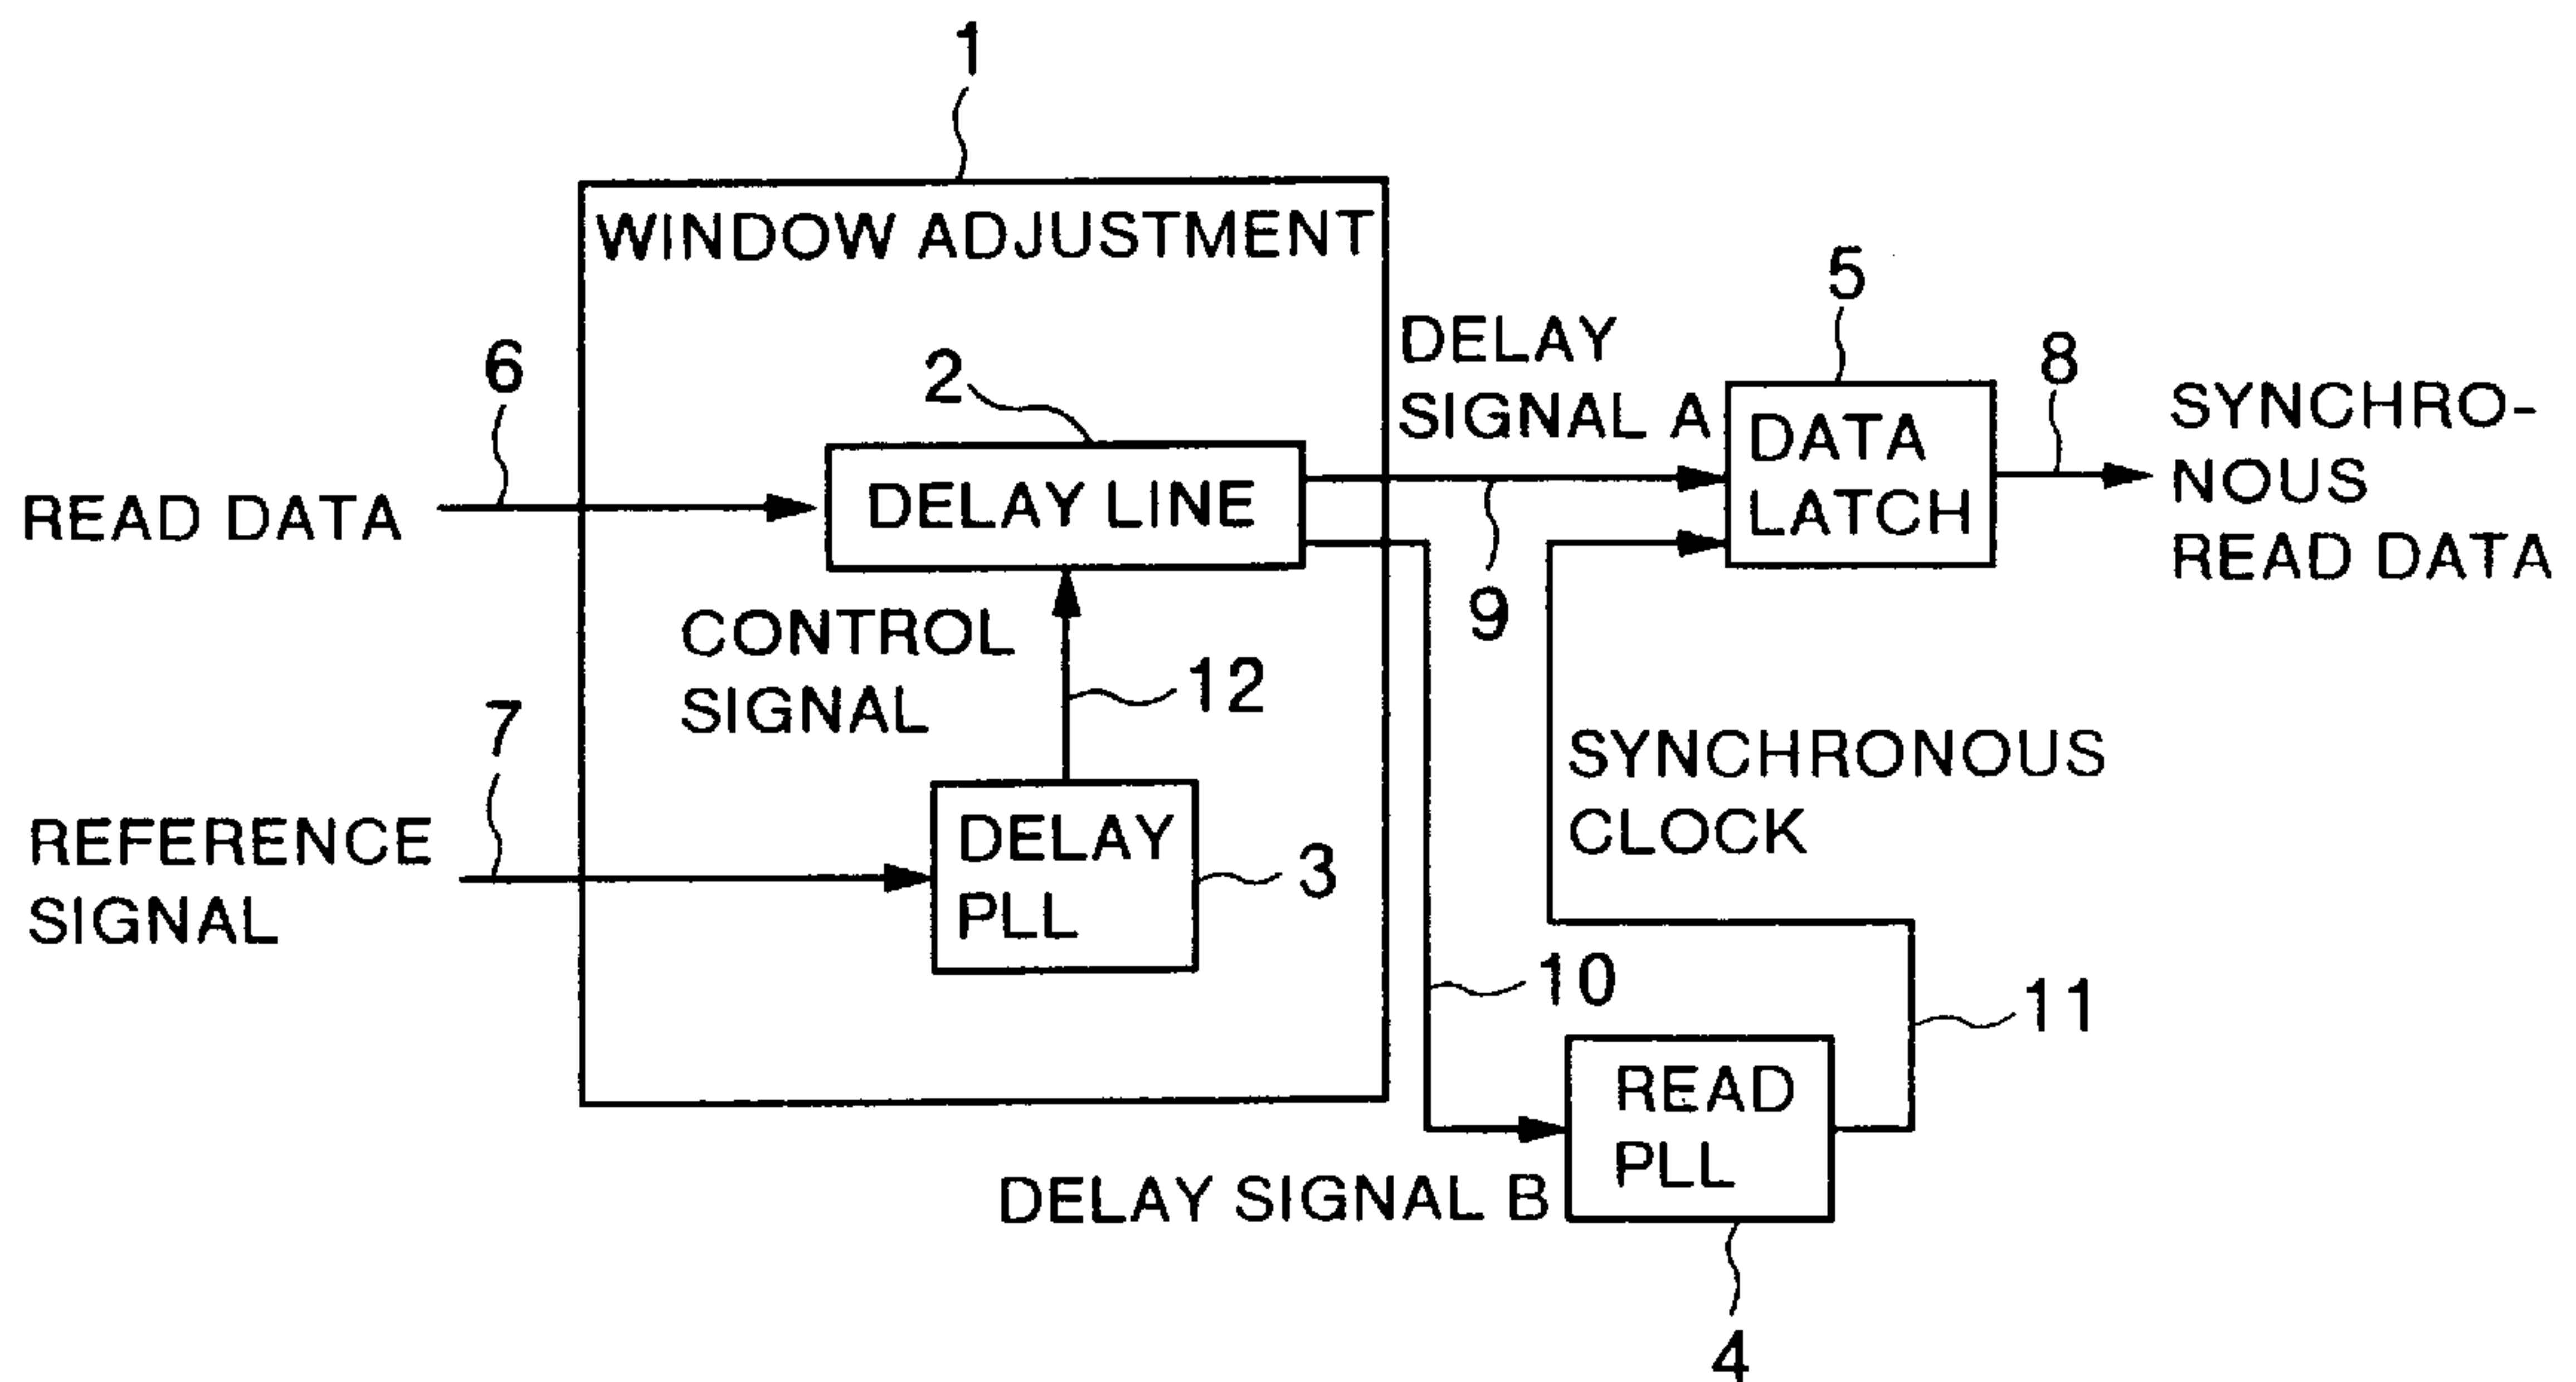 1
WINDOW ADJUSTMENT
6
READ DATA
2
DELAY LINE
DELAY
SIGNAL A
9
5
DATA
LATCH
8
SYNCHRO-
NOUS
READ DATA
CONTROL
SIGNAL
12
7
REFERENCE
SIGNAL
DELAY
PLL
3
SYNCHRONOUS
CLOCK
10
11
DELAY SIGNAL B
READ
PLL
4